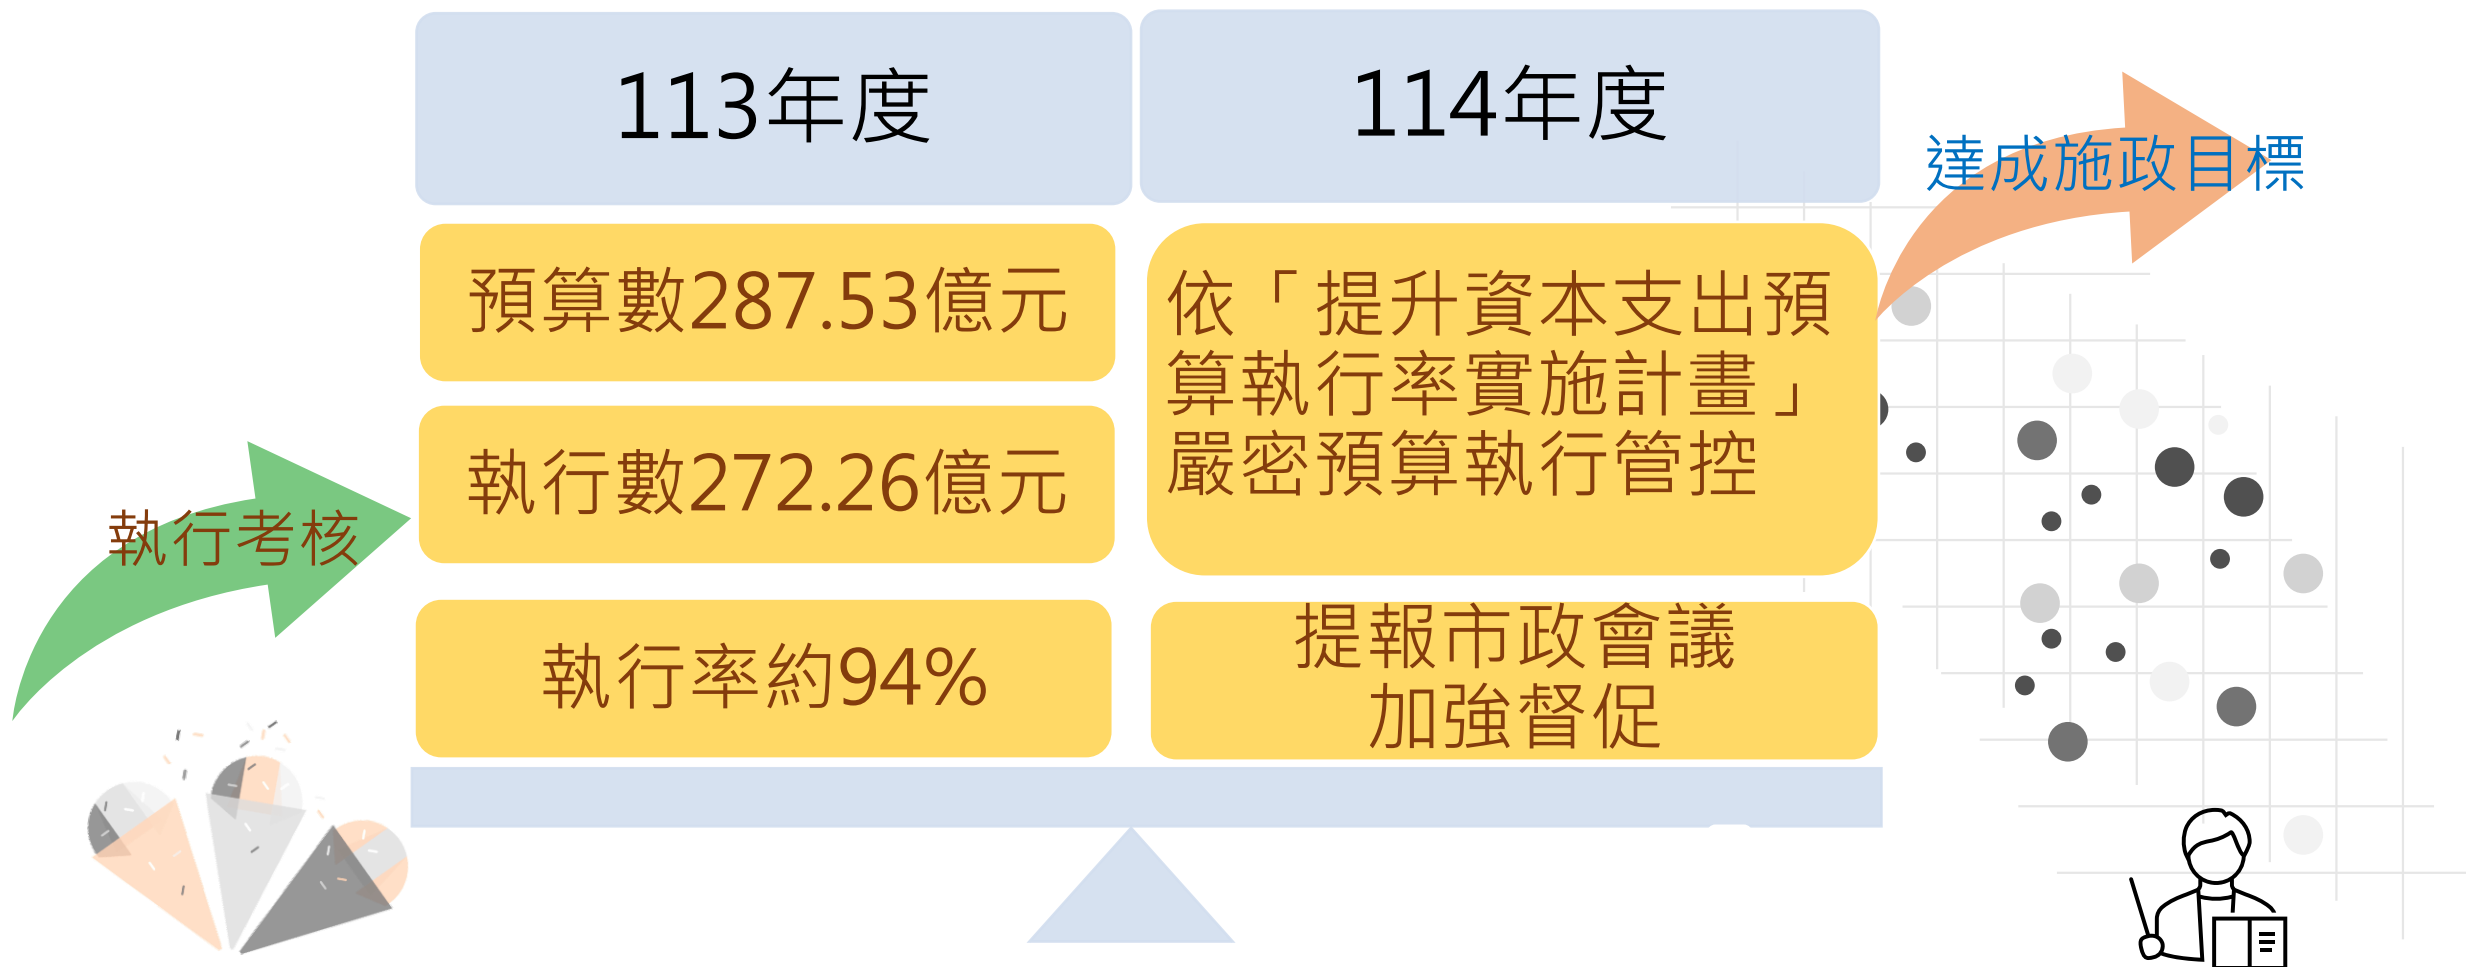 113年度
預算數287.53億元
執行數272.26億元
執行率約94%
執行考核
114年度
依「提升資本支出預
算執行率實施計畫」
嚴密預算執行管控
提報市政會議
加強督促
達成施政目標